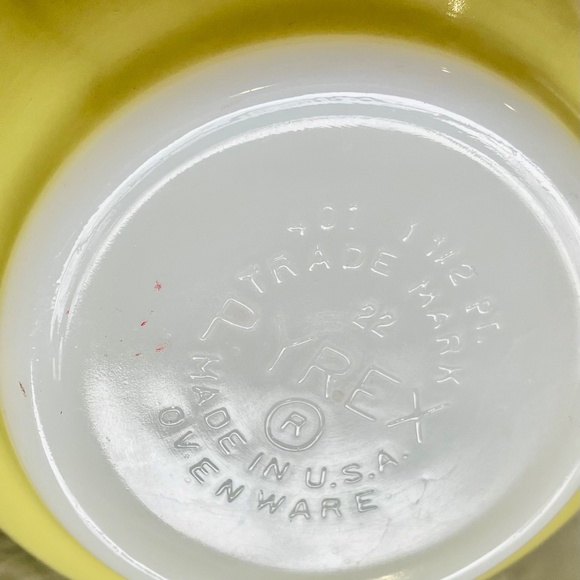 401 1 1/2 PT.
TRADE MARK
22
PYREX
®
MADE IN U.S.A.
OVENWARE